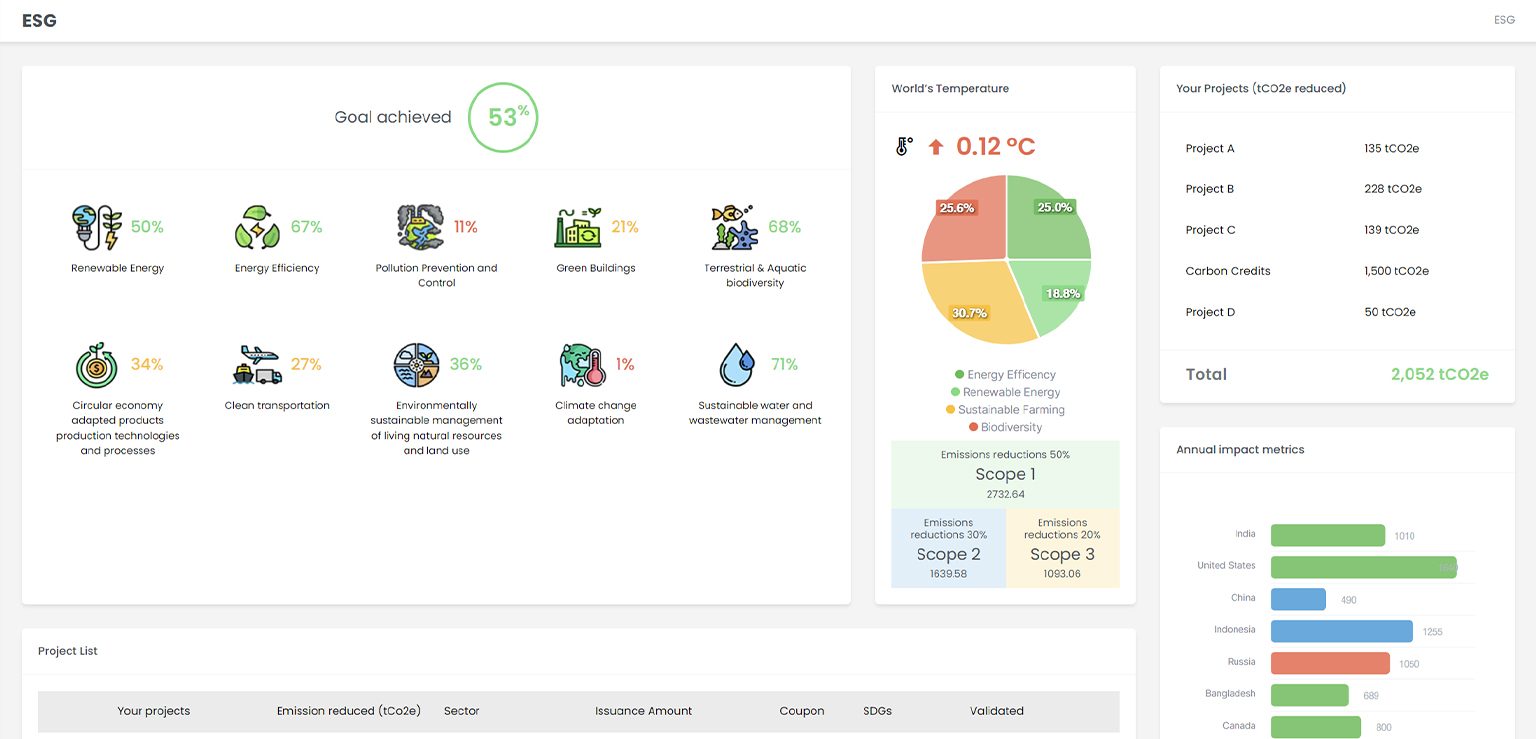 ESG
ESG
Goal achieved 53%
50%
Renewable Energy
67%
Energy Efficiency
11%
Pollution Prevention and
Control
21%
Green Buildings
68%
Terrestrial & Aquatic
biodiversity
34%
Circular economy
adapted products
production technologies
and processes
27%
Clean transportation
36%
Environmentally
sustainable management
of living natural resources
and land use
1%
Climate change
adaptation
71%
Sustainable water and
wastewater management
World's Temperature
0.12 ºC
25.6%
25.0%
18.8%
30.7%
Energy Effcency
Renewable Energy
Sustainable Farming
Biodiversity
Emissions reductions 50%
Scope 1
2732.64
Emissions
reductions 30%
Scope 2
1639.58
Emissions
reductions 20%
Scope 3
1093.06
Your Projects (tCO2e reduced)
Project A 135 tCO2e
Project B 228 tCO2e
Project C 139 tCO2e
Carbon Credits 1,500 tCO2e
Project D 50 tCO2e
Total 2,052 tCO2e
Annual impact metrics
India 1010
United States
China 490
Indonesia 1255
Russia 1050
Bangladesh 689
Canada 800
Project List
Your projects Emission reduced (tCo2e) Sector Issuance Amount Coupon SDGs Validated